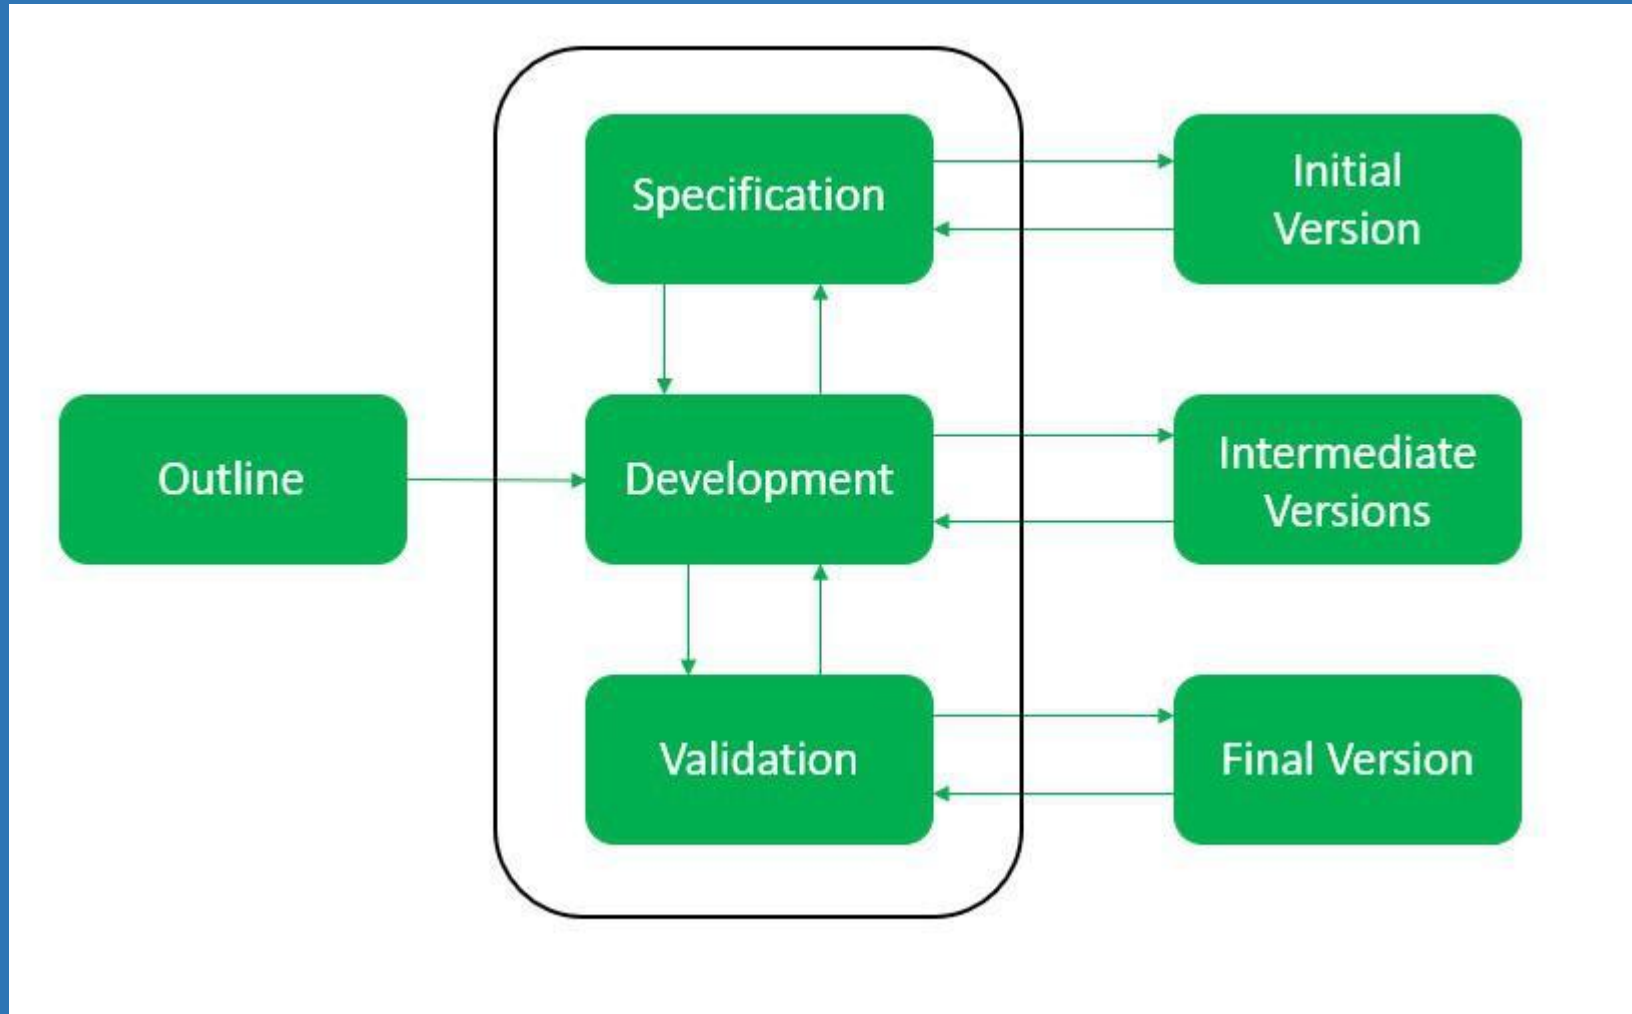 Specification
Initial
Version
Outline
Development
Intermediate
Versions
Validation
Final Version